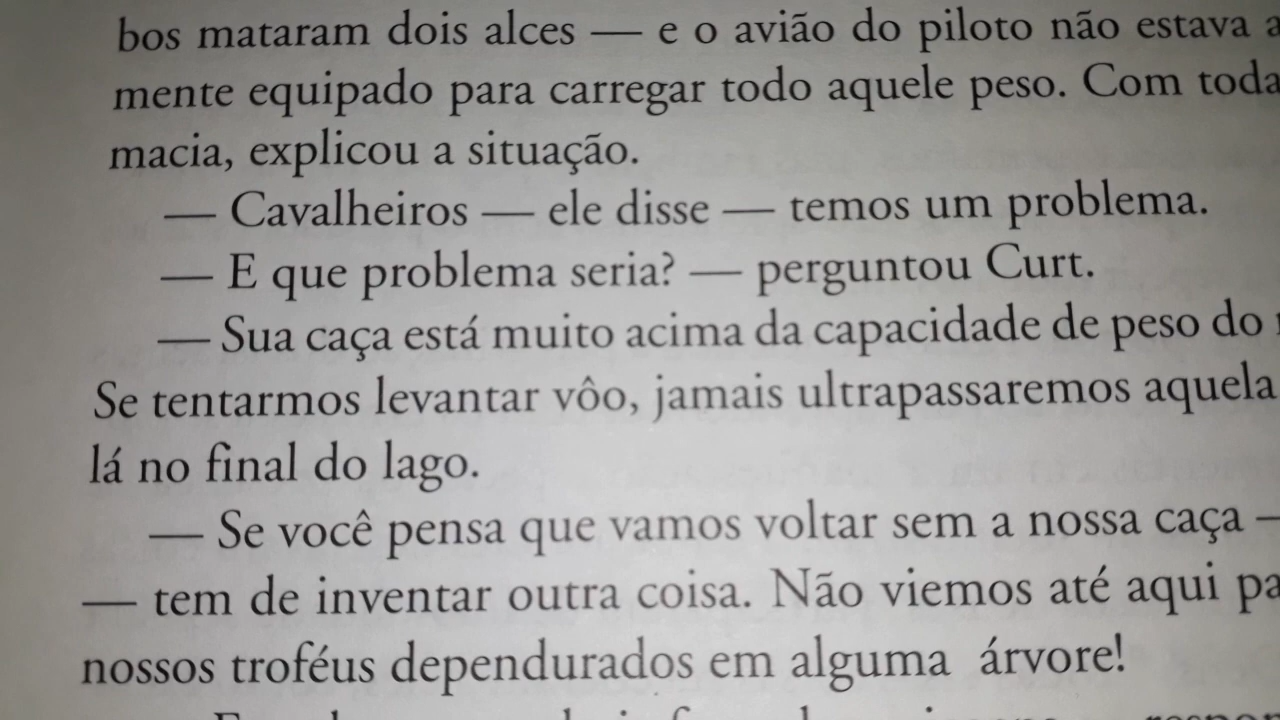 bos mataram dois alces — e o avião do piloto não estava
mente equipado para carregar todo aquele peso. Com toda
macia, explicou a situação.
— Cavalheiros — ele disse — temos um problema.
— E que problema seria? — perguntou Curt.
— Sua caça está muito acima da capacidade de peso do
Se tentarmos levantar vôo, jamais ultrapassaremos aquela
lá no final do lago.
— Se você pensa que vamos voltar sem a nossa caça —
— tem de inventar outra coisa. Não viemos até aqui pa
nossos troféus dependurados em alguma árvore!